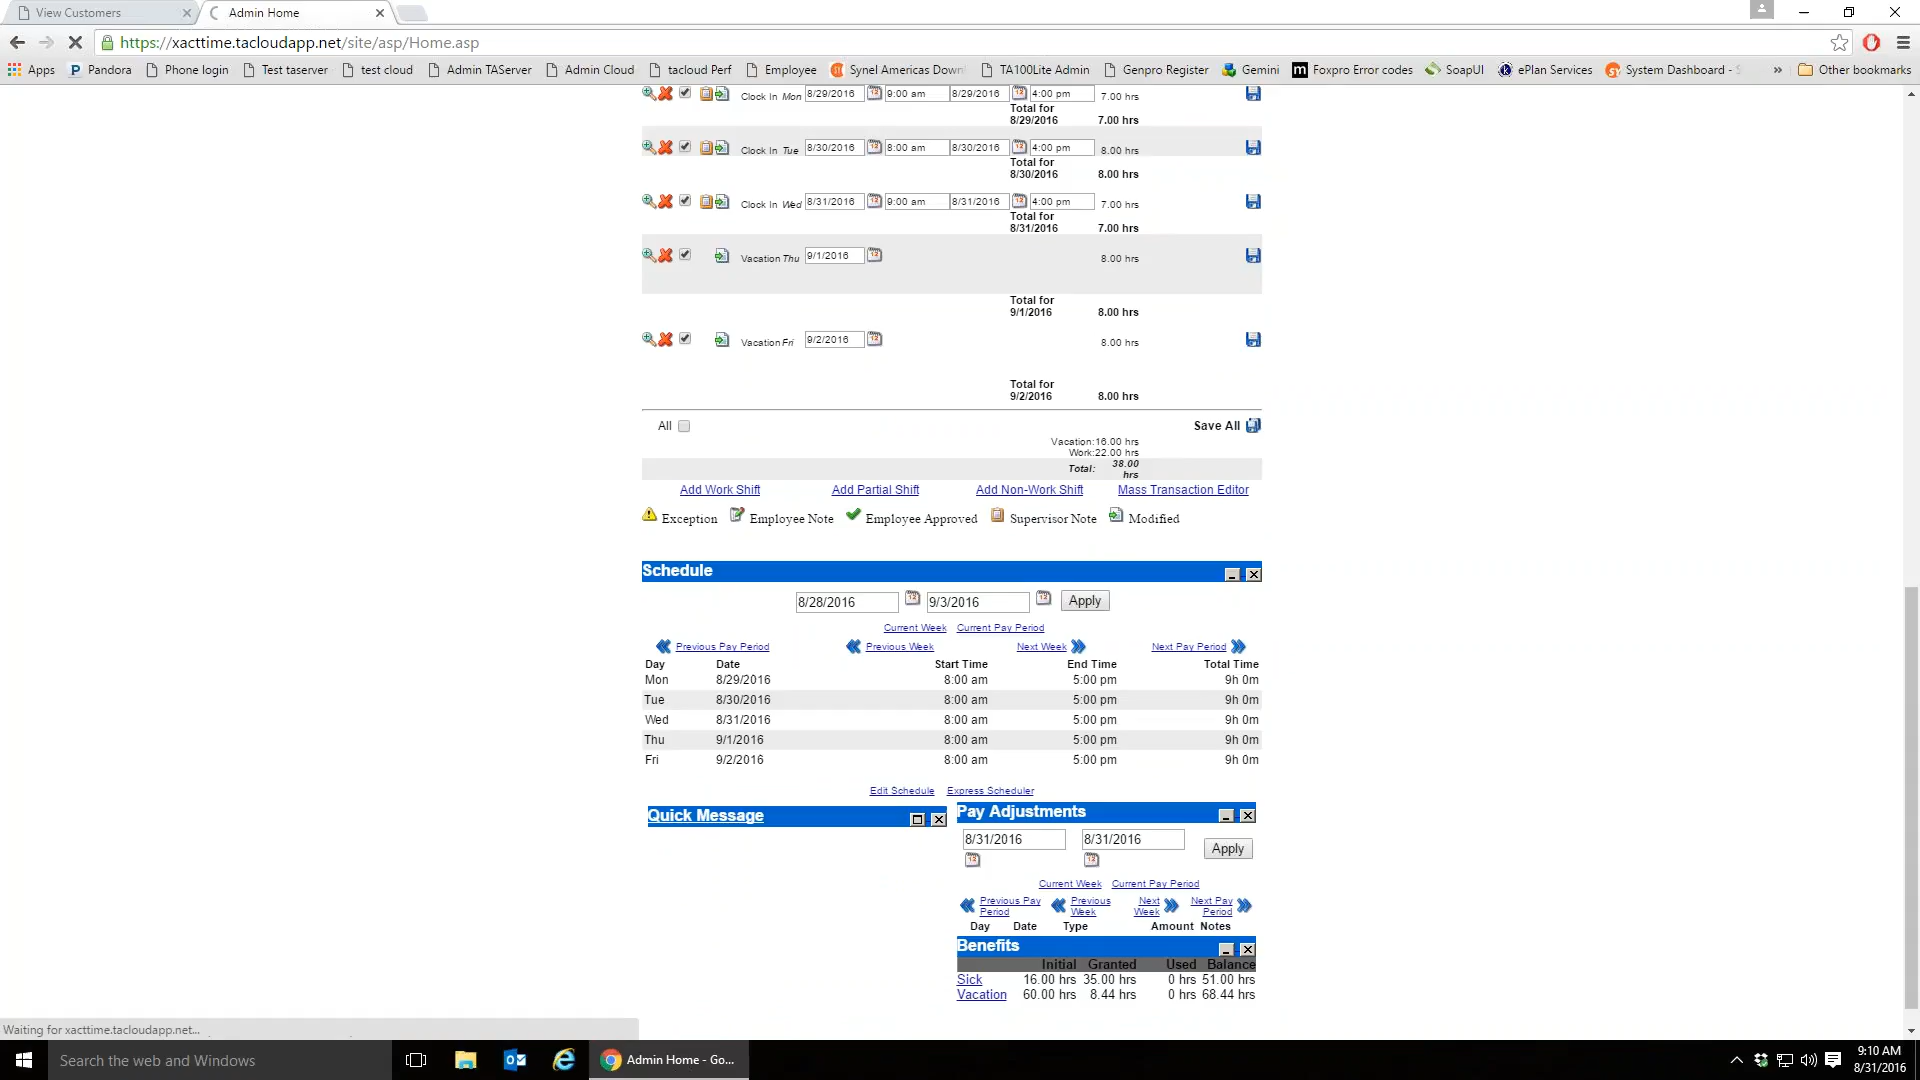 View Customers
Admin Home
https://xacttime.tacloudapp.net/site/asp/Home.asp
Apps Pandora Phone login Test taserver test cloud Admin TAServer Admin Cloud tacloud Perf Employee Synel Americas Down TA100Lite Admin Genpro Register Gemini Foxpro Error codes SoapUI ePlan Services System Dashboard - S » Other bookmarks
Clock In Mon 8/29/2016 9:00 am 8/29/2016 4:00 pm 7.00 hrs
Total for
8/29/2016 7.00 hrs
Clock In Tue 8/30/2016 8:00 am 8/30/2016 4:00 pm 8.00 hrs
Total for
8/30/2016 8.00 hrs
Clock In Wed 8/31/2016 9:00 am 8/31/2016 4:00 pm 7.00 hrs
Total for
8/31/2016 7.00 hrs
Vacation Thu 9/1/2016 8.00 hrs
Total for
9/1/2016 8.00 hrs
Vacation Fri 9/2/2016 8.00 hrs
Total for
9/2/2016 8.00 hrs
All Save All
Vacation:16.00 hrs
Work:22.00 hrs
Total: 38.00
hrs
Add Work Shift Add Partial Shift Add Non-Work Shift Mass Transaction Editor
Exception Employee Note Employee Approved Supervisor Note Modified
Schedule
8/28/2016 9/3/2016 Apply
Current Week Current Pay Period
Previous Pay Period Previous Week Next Week Next Pay Period
Day Date Start Time End Time Total Time
Mon 8/29/2016 8:00 am 5:00 pm 9h 0m
Tue 8/30/2016 8:00 am 5:00 pm 9h 0m
Wed 8/31/2016 8:00 am 5:00 pm 9h 0m
Thu 9/1/2016 8:00 am 5:00 pm 9h 0m
Fri 9/2/2016 8:00 am 5:00 pm 9h 0m
Edit Schedule Express Scheduler
Quick Message
Pay Adjustments
8/31/2016 8/31/2016 Apply
Current Week Current Pay Period
Previous Pay Previous Next Next Pay
Period Week Week Period
Day Date Type Amount Notes
Benefits
Initial Granted Used Balance
Sick 16.00 hrs 35.00 hrs 0 hrs 51.00 hrs
Vacation 60.00 hrs 8.44 hrs 0 hrs 68.44 hrs
Waiting for xacttime.tacloudapp.net...
Search the web and Windows
Admin Home - Go...
9:10 AM
8/31/2016